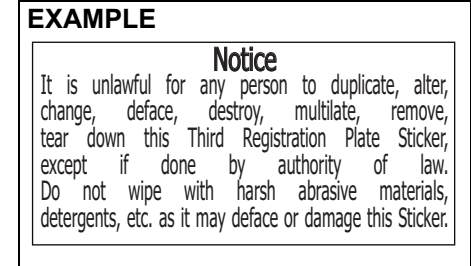 EXAMPLE
Notice
It is unlawful for any person to duplicate, alter,
change, deface, destroy, multilate, remove,
tear down this Third Registration Plate Sticker,
except if done by authority of law.
Do not wipe with harsh abrasive materials,
detergents, etc. as it may deface or damage this Sticker.